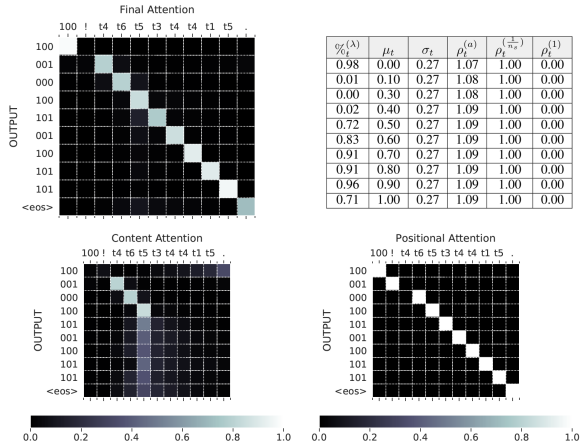 Final Attention
100 ! t4 t6 t5 t3 t4 t4 t1 t5 .
OUTPUT
100
001
000
100
101
001
100
101
101
<eos>
%ₜ^(λ) μₜ σₜ ρₜ^(a) ρₜ^(1/nₛ) ρₜ^(1)
0.98 0.00 0.27 1.07 1.00 0.00
0.01 0.10 0.27 1.08 1.00 0.00
0.00 0.30 0.27 1.08 1.00 0.00
0.02 0.40 0.27 1.09 1.00 0.00
0.72 0.50 0.27 1.09 1.00 0.00
0.83 0.60 0.27 1.09 1.00 0.00
0.91 0.70 0.27 1.09 1.00 0.00
0.91 0.80 0.27 1.09 1.00 0.00
0.96 0.90 0.27 1.09 1.00 0.00
0.71 1.00 0.27 1.09 1.00 0.00
Content Attention
100 ! t4 t6 t5 t3 t4 t4 t1 t5 .
OUTPUT
100
001
000
100
101
001
100
101
101
<eos>
0.0 0.2 0.4 0.6 0.8 1.0
Positional Attention
100 ! t4 t6 t5 t3 t4 t4 t1 t5 .
OUTPUT
100
001
000
100
101
001
100
101
101
<eos>
0.0 0.2 0.4 0.6 0.8 1.0